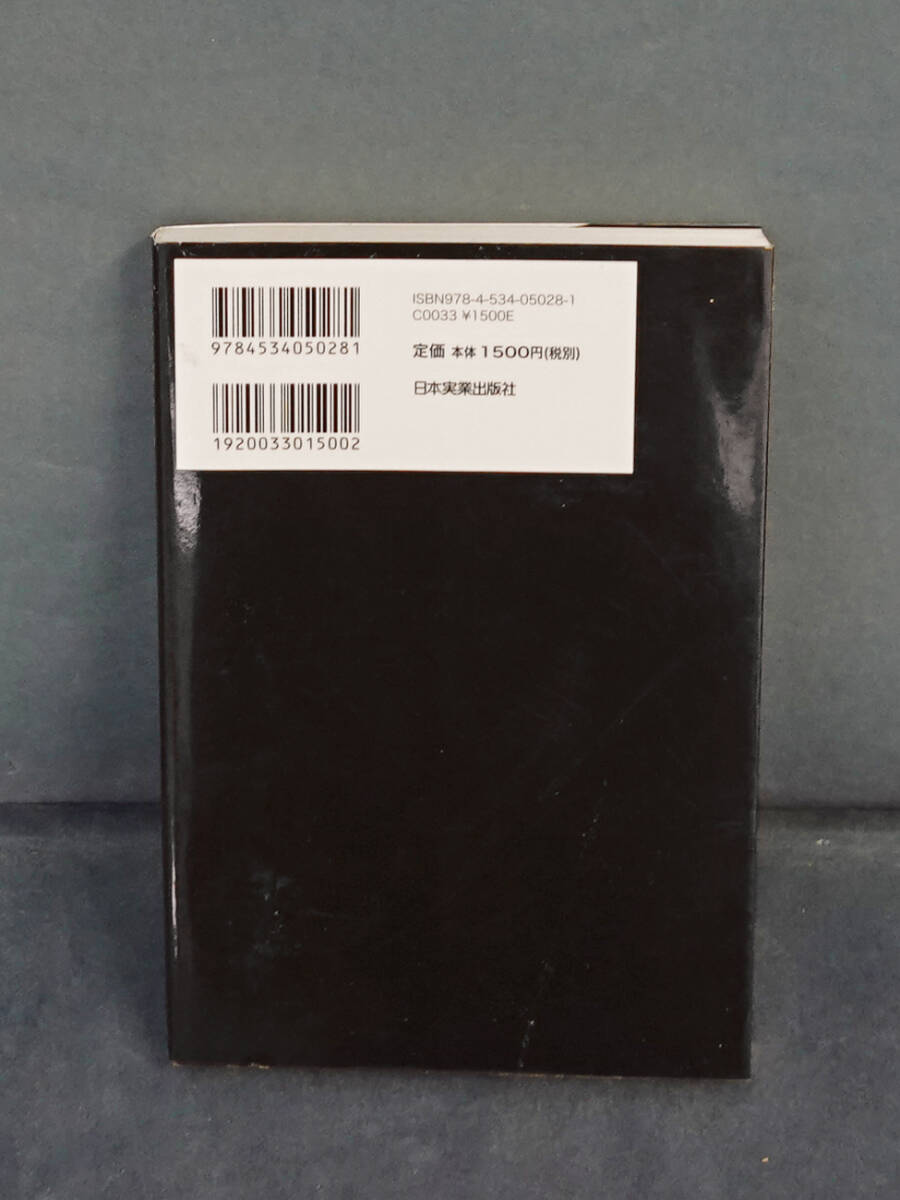 9784534050281
1920033015002
ISBN978-4-534-05028-1
C0033 ¥1500E
定価 本体1500円(税別)
日本実業出版社